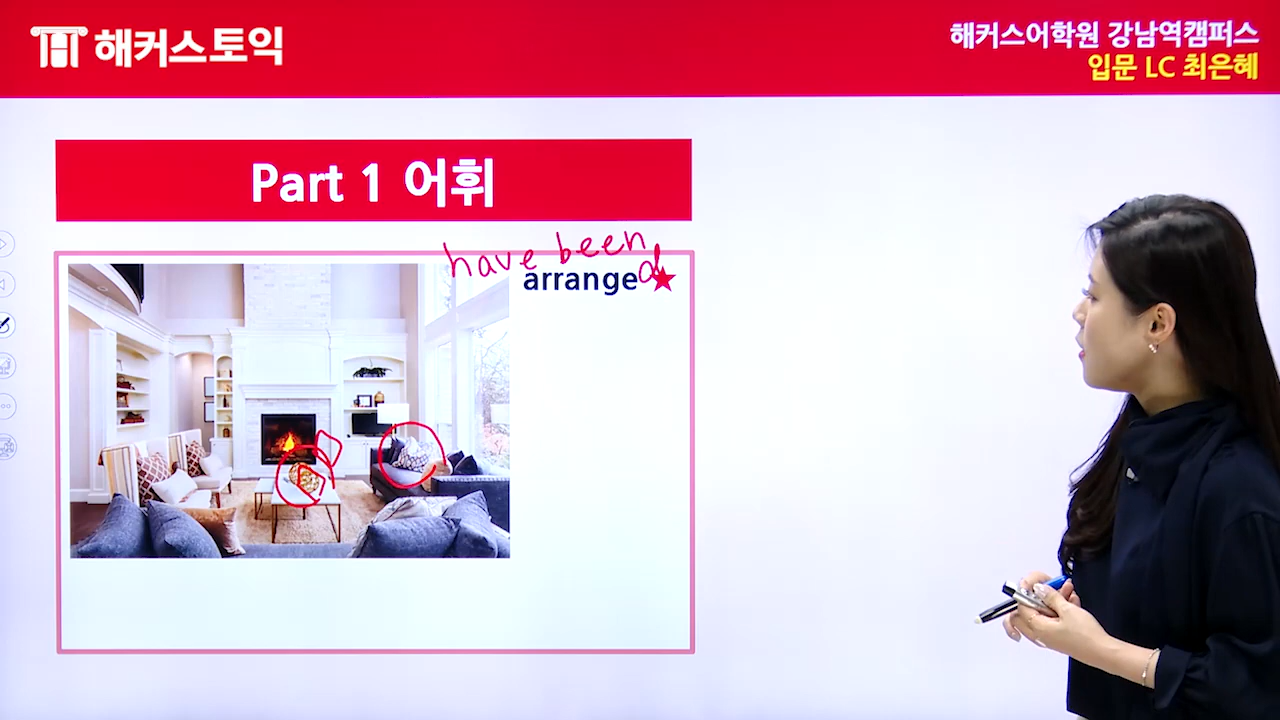 해커스토익
해커스어학원 강남역캠퍼스
입문 LC 최은혜
Part 1 어휘
have been
arranged★